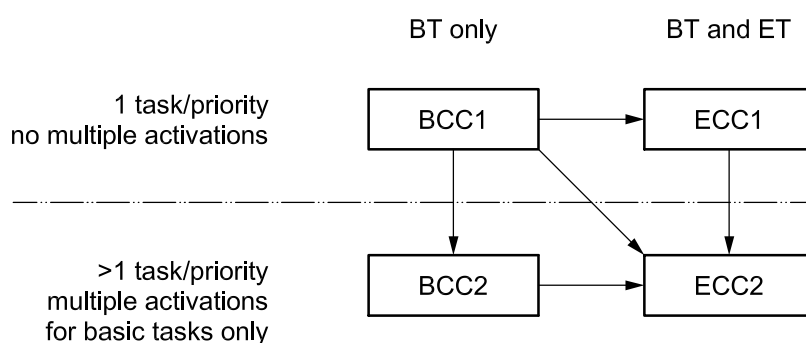 BT only
BT and ET
1 task/priority
no multiple activations
BCC1
ECC1
>1 task/priority
multiple activations
for basic tasks only
BCC2
ECC2